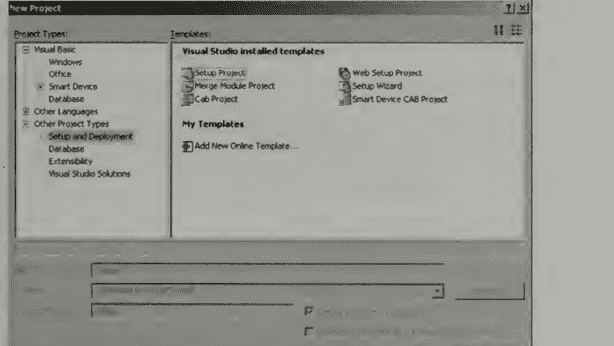 New Project
Project Types:
Templates:
Visual Basic
Windows
Office
Smart Device
Database
Other Languages
Other Project Types
Setup and Deployment
Database
Extensibility
Visual Studio Solutions
Visual Studio installed templates
Setup Project
Merge Module Project
Cab Project
Web Setup Project
Setup Wizard
Smart Device CAB Project
My Templates
Add New Online Template...